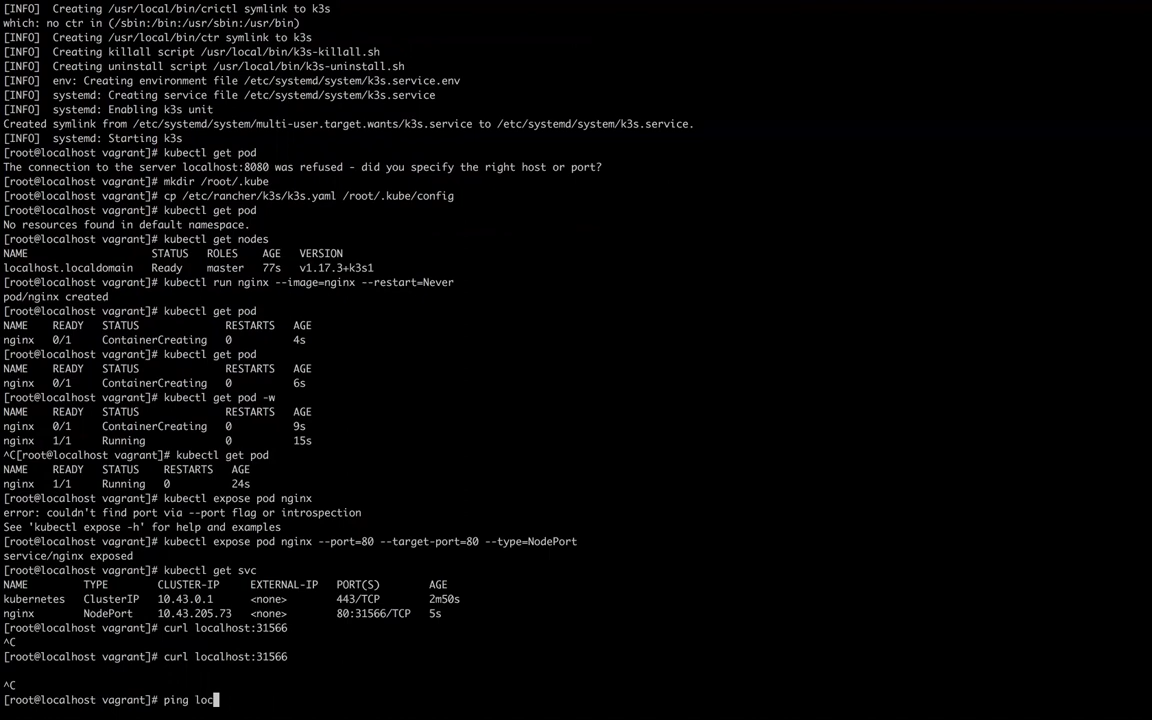 [INFO]  Creating /usr/local/bin/crictl symlink to k3s
which: no ctr in (/sbin:/bin:/usr/sbin:/usr/bin)
[INFO]  Creating /usr/local/bin/ctr symlink to k3s
[INFO]  Creating killall script /usr/local/bin/k3s-killall.sh
[INFO]  Creating uninstall script /usr/local/bin/k3s-uninstall.sh
[INFO]  env: Creating environment file /etc/systemd/system/k3s.service.env
[INFO]  systemd: Creating service file /etc/systemd/system/k3s.service
[INFO]  systemd: Enabling k3s unit
Created symlink from /etc/systemd/system/multi-user.target.wants/k3s.service to /etc/systemd/system/k3s.service.
[INFO]  systemd: Starting k3s
[root@localhost vagrant]# kubectl get pod
The connection to the server localhost:8080 was refused - did you specify the right host or port?
[root@localhost vagrant]# mkdir /root/.kube
[root@localhost vagrant]# cp /etc/rancher/k3s/k3s.yaml /root/.kube/config
[root@localhost vagrant]# kubectl get pod
No resources found in default namespace.
[root@localhost vagrant]# kubectl get nodes
NAME                    STATUS   ROLES    AGE   VERSION
localhost.localdomain   Ready    master   77s   v1.17.3+k3s1
[root@localhost vagrant]# kubectl run nginx --image=nginx --restart=Never
pod/nginx created
[root@localhost vagrant]# kubectl get pod
NAME    READY   STATUS              RESTARTS   AGE
nginx   0/1     ContainerCreating   0          4s
[root@localhost vagrant]# kubectl get pod
NAME    READY   STATUS              RESTARTS   AGE
nginx   0/1     ContainerCreating   0          6s
[root@localhost vagrant]# kubectl get pod -w
NAME    READY   STATUS              RESTARTS   AGE
nginx   0/1     ContainerCreating   0          9s
nginx   1/1     Running             0          15s
^C[root@localhost vagrant]# kubectl get pod
NAME    READY   STATUS    RESTARTS   AGE
nginx   1/1     Running   0          24s
[root@localhost vagrant]# kubectl expose pod nginx
error: couldn't find port via --port flag or introspection
See 'kubectl expose -h' for help and examples
[root@localhost vagrant]# kubectl expose pod nginx --port=80 --target-port=80 --type=NodePort
service/nginx exposed
[root@localhost vagrant]# kubectl get svc
NAME         TYPE        CLUSTER-IP     EXTERNAL-IP   PORT(S)        AGE
kubernetes   ClusterIP   10.43.0.1      <none>        443/TCP        2m50s
nginx        NodePort    10.43.205.73   <none>        80:31566/TCP   5s
[root@localhost vagrant]# curl localhost:31566
^C
[root@localhost vagrant]# curl localhost:31566
^C
[root@localhost vagrant]# ping loc